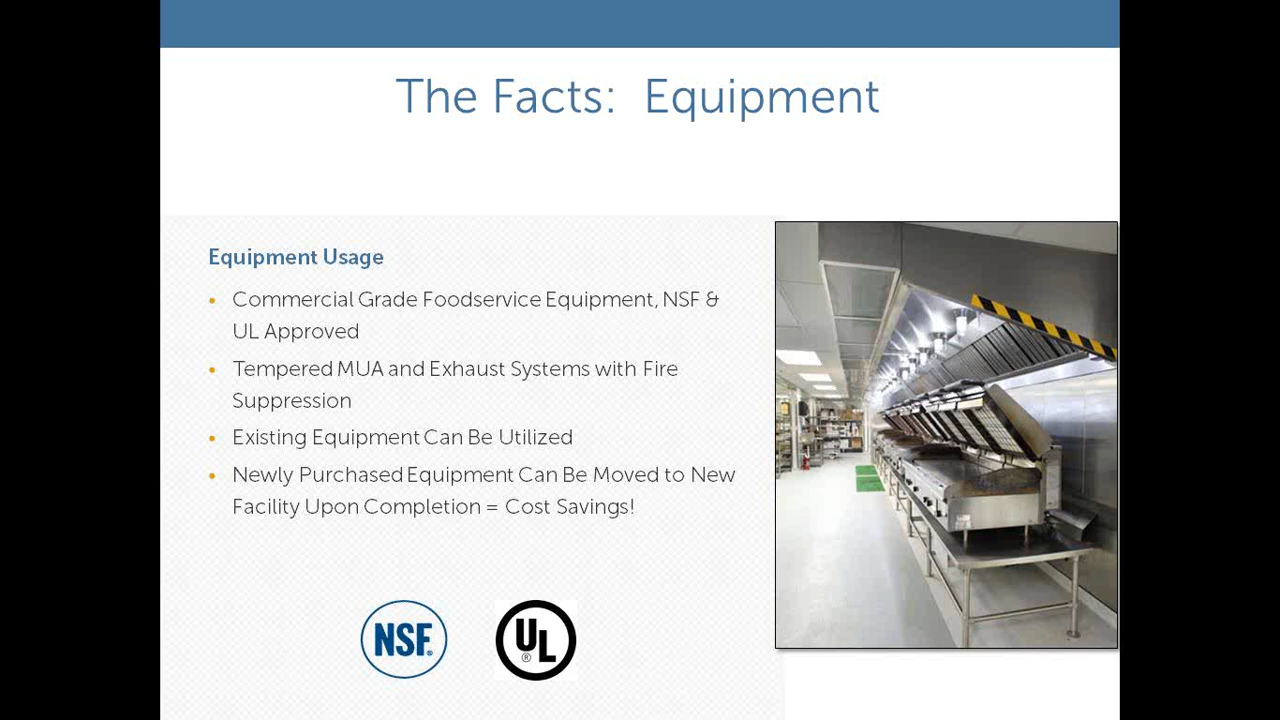 The Facts: Equipment
Equipment Usage
• Commercial Grade Foodservice Equipment, NSF &
UL Approved
• Tempered MUA and Exhaust Systems with Fire
Suppression
• Existing Equipment Can Be Utilized
• Newly Purchased Equipment Can Be Moved to New
Facility Upon Completion = Cost Savings!
NSF®
UL®